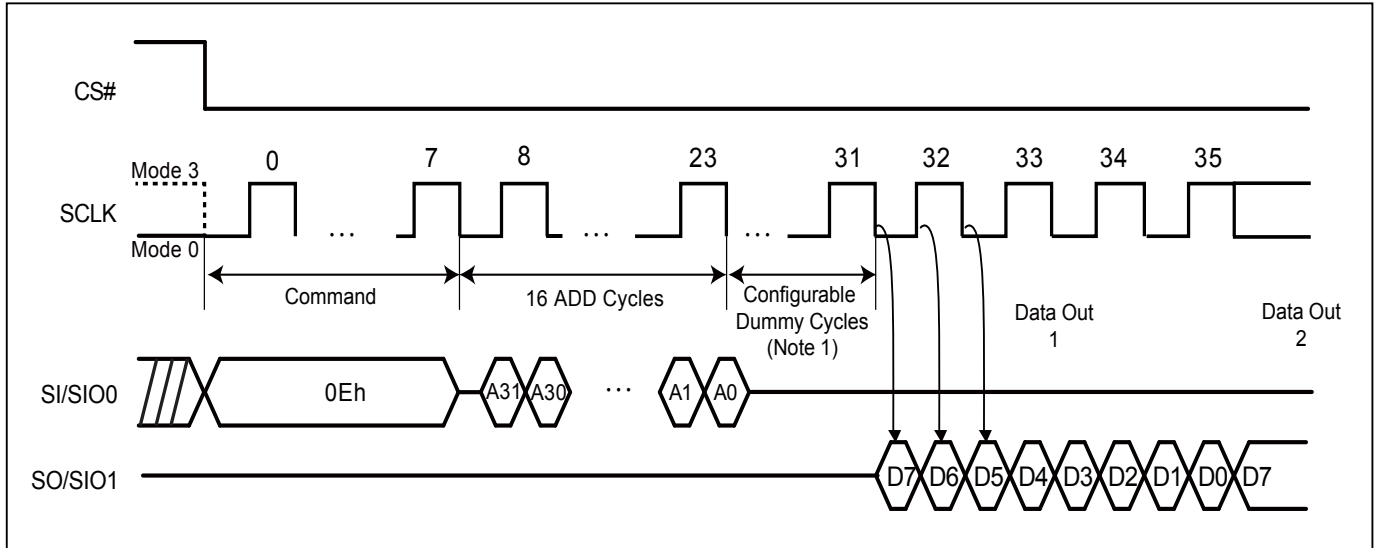 CS#
0 7 8 23 31 32 33 34 35
Mode 3
SCLK
... ... ...
Mode 0
Command
16 ADD Cycles
Configurable
Dummy Cycles
(Note 1)
Data Out
1
Data Out
2
SI/SIO0
0Eh
A31 A30 ... A1 A0
SO/SIO1
D7 D6 D5 D4 D3 D2 D1 D0 D7